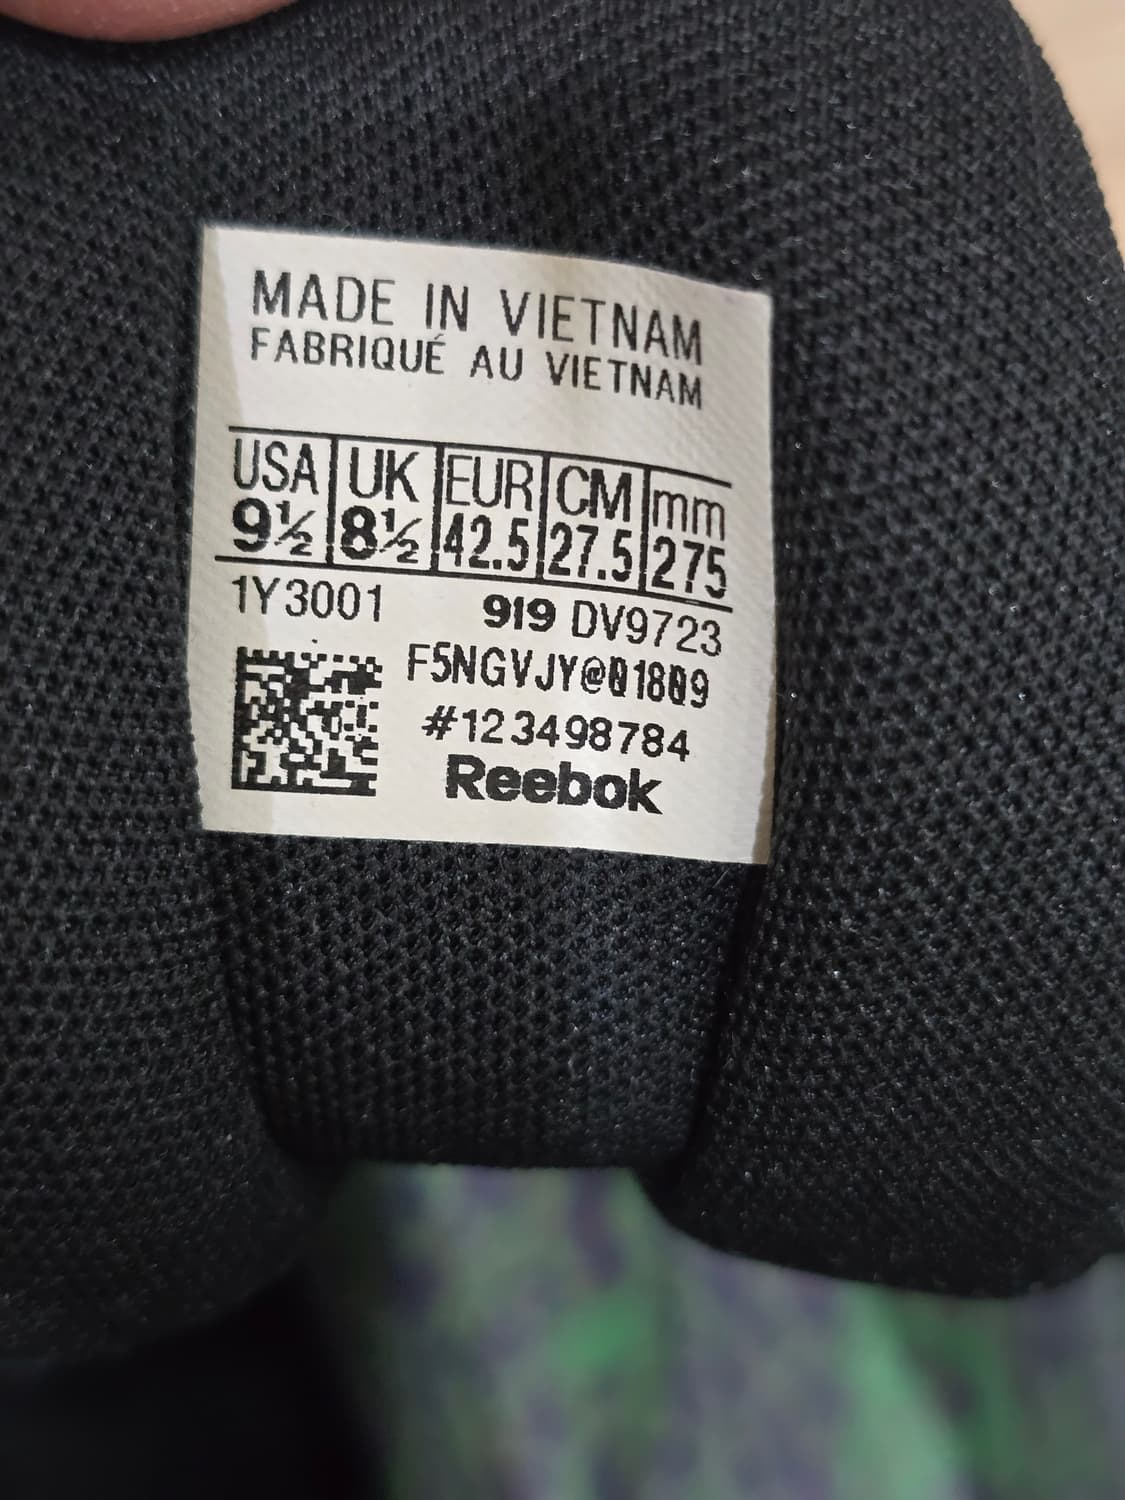 MADE IN VIETNAM
FABRIQUÉ AU VIETNAM
USA UK EUR CM mm
9½ 8½ 42.5 27.5 275
1Y3001 919 DV9723
F5NGVJY@01809
#123498784
Reebok